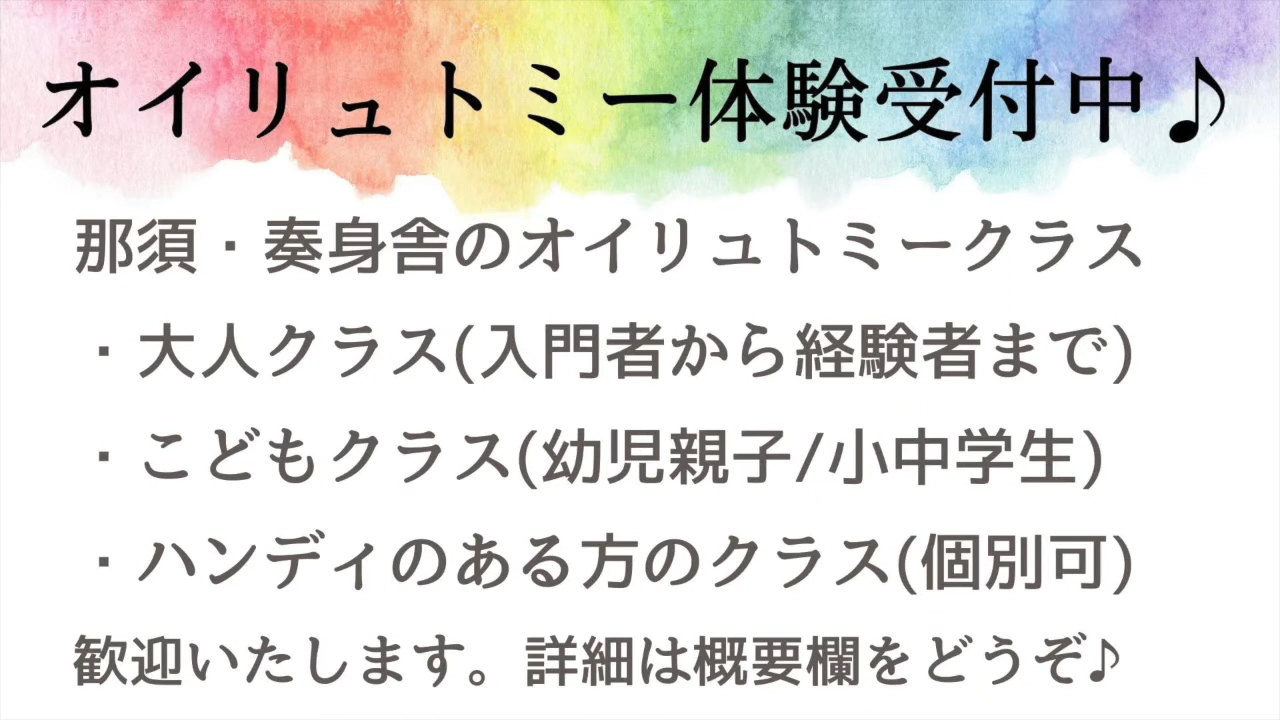 オイリュトミー体験受付中♪
那須・奏身舎のオイリュトミークラス
・大人クラス(入門者から経験者まで)
・こどもクラス(幼児親子/小中学生)
・ハンディのある方のクラス(個別可)
歓迎いたします。詳細は概要欄をどうぞ♪